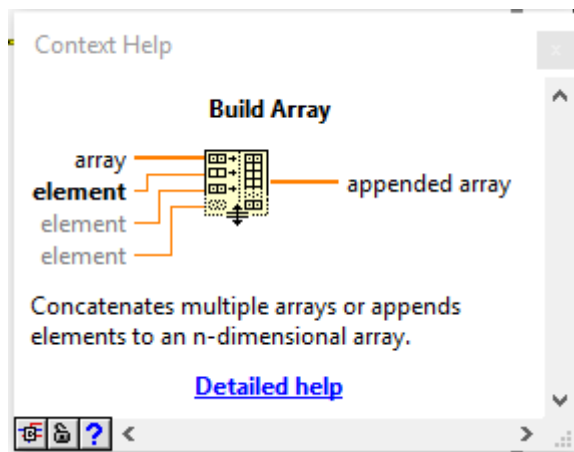 Context Help
x
Build Array
array
element
element
element
appended array
Concatenates multiple arrays or appends
elements to an n-dimensional array.
Detailed help
?